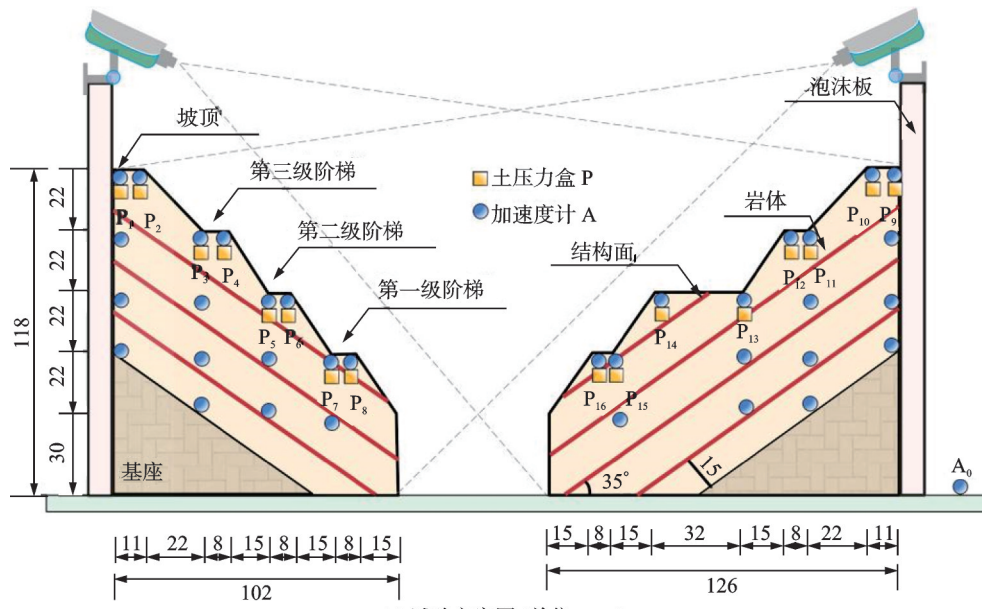 泡沫板
坡顶
第三级阶梯
土压力盒 P
加速度计 A
岩体
第二级阶梯
结构面
第一级阶梯
P₁ P₂
P₃ P₄
P₅ P₆
P₇ P₈
P₁₀ P₉
P₁₂ P₁₁
P₁₄ P₁₃
P₁₆ P₁₅
22
22
22
22
30
118
基座
35°
15
A₀
11 22 8 15 8 15 8 15
102
15 8 15 32 15 8 22 11
126